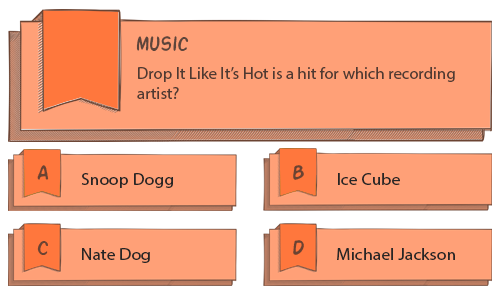 MUSIC
Drop It Like It's Hot is a hit for which recording
artist?
A Snoop Dogg
B Ice Cube
C Nate Dog
D Michael Jackson